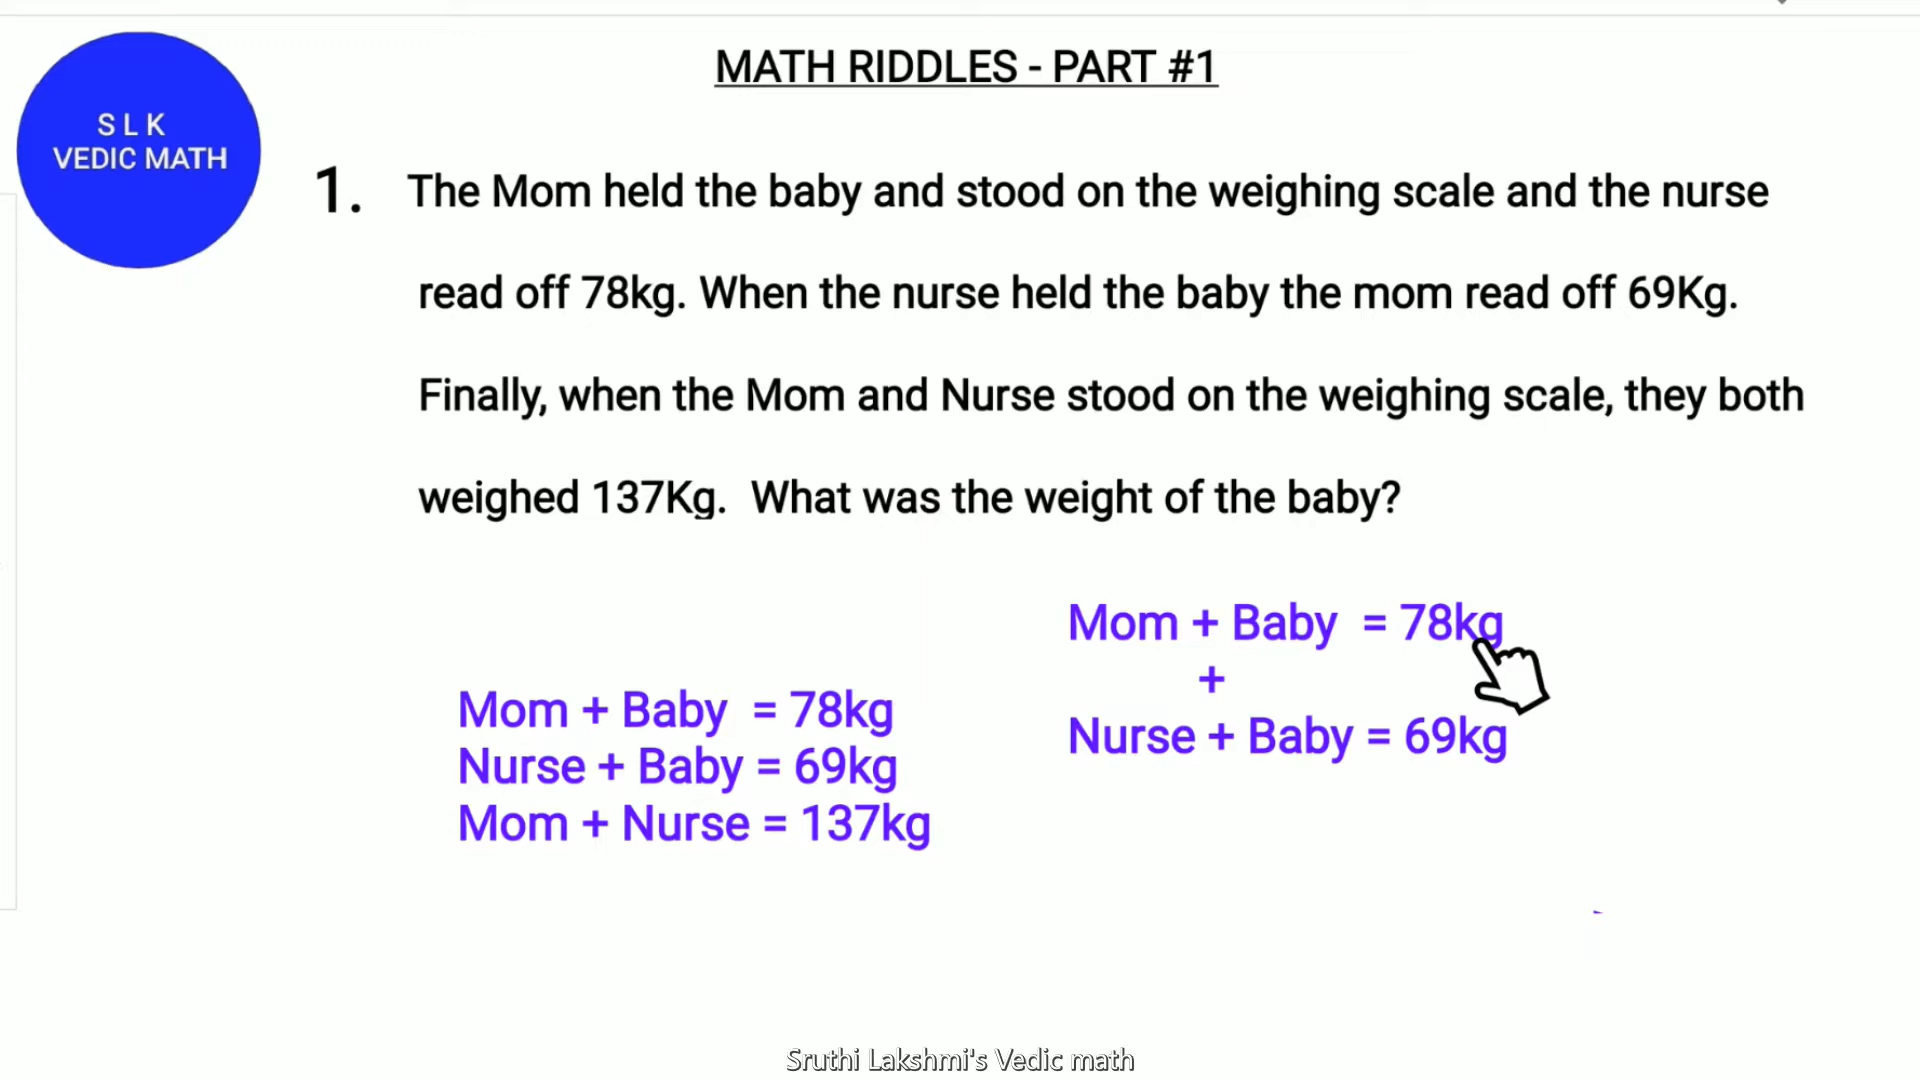 MATH RIDDLES - PART #1
S L K
VEDIC MATH
1. The Mom held the baby and stood on the weighing scale and the nurse
read off 78kg. When the nurse held the baby the mom read off 69Kg.
Finally, when the Mom and Nurse stood on the weighing scale, they both
weighed 137Kg. What was the weight of the baby?
Mom + Baby = 78kg
Nurse + Baby = 69kg
Mom + Nurse = 137kg
Mom + Baby = 78kg
+
Nurse + Baby = 69kg
Sruthi Lakshmi's Vedic math